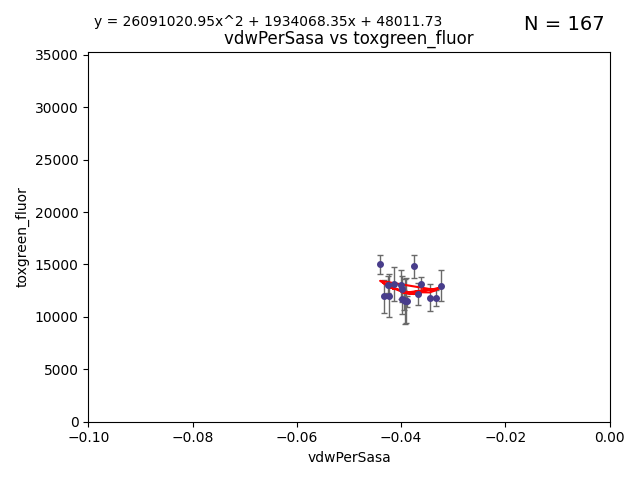 y = 26091020.95x^2 + 1934068.35x + 48011.73
N = 167
vdwPerSasa vs toxgreen_fluor
35000
30000
25000
20000
15000
10000
5000
0
toxgreen_fluor
−0.10
−0.08
−0.06
−0.04
−0.02
0.00
vdwPerSasa